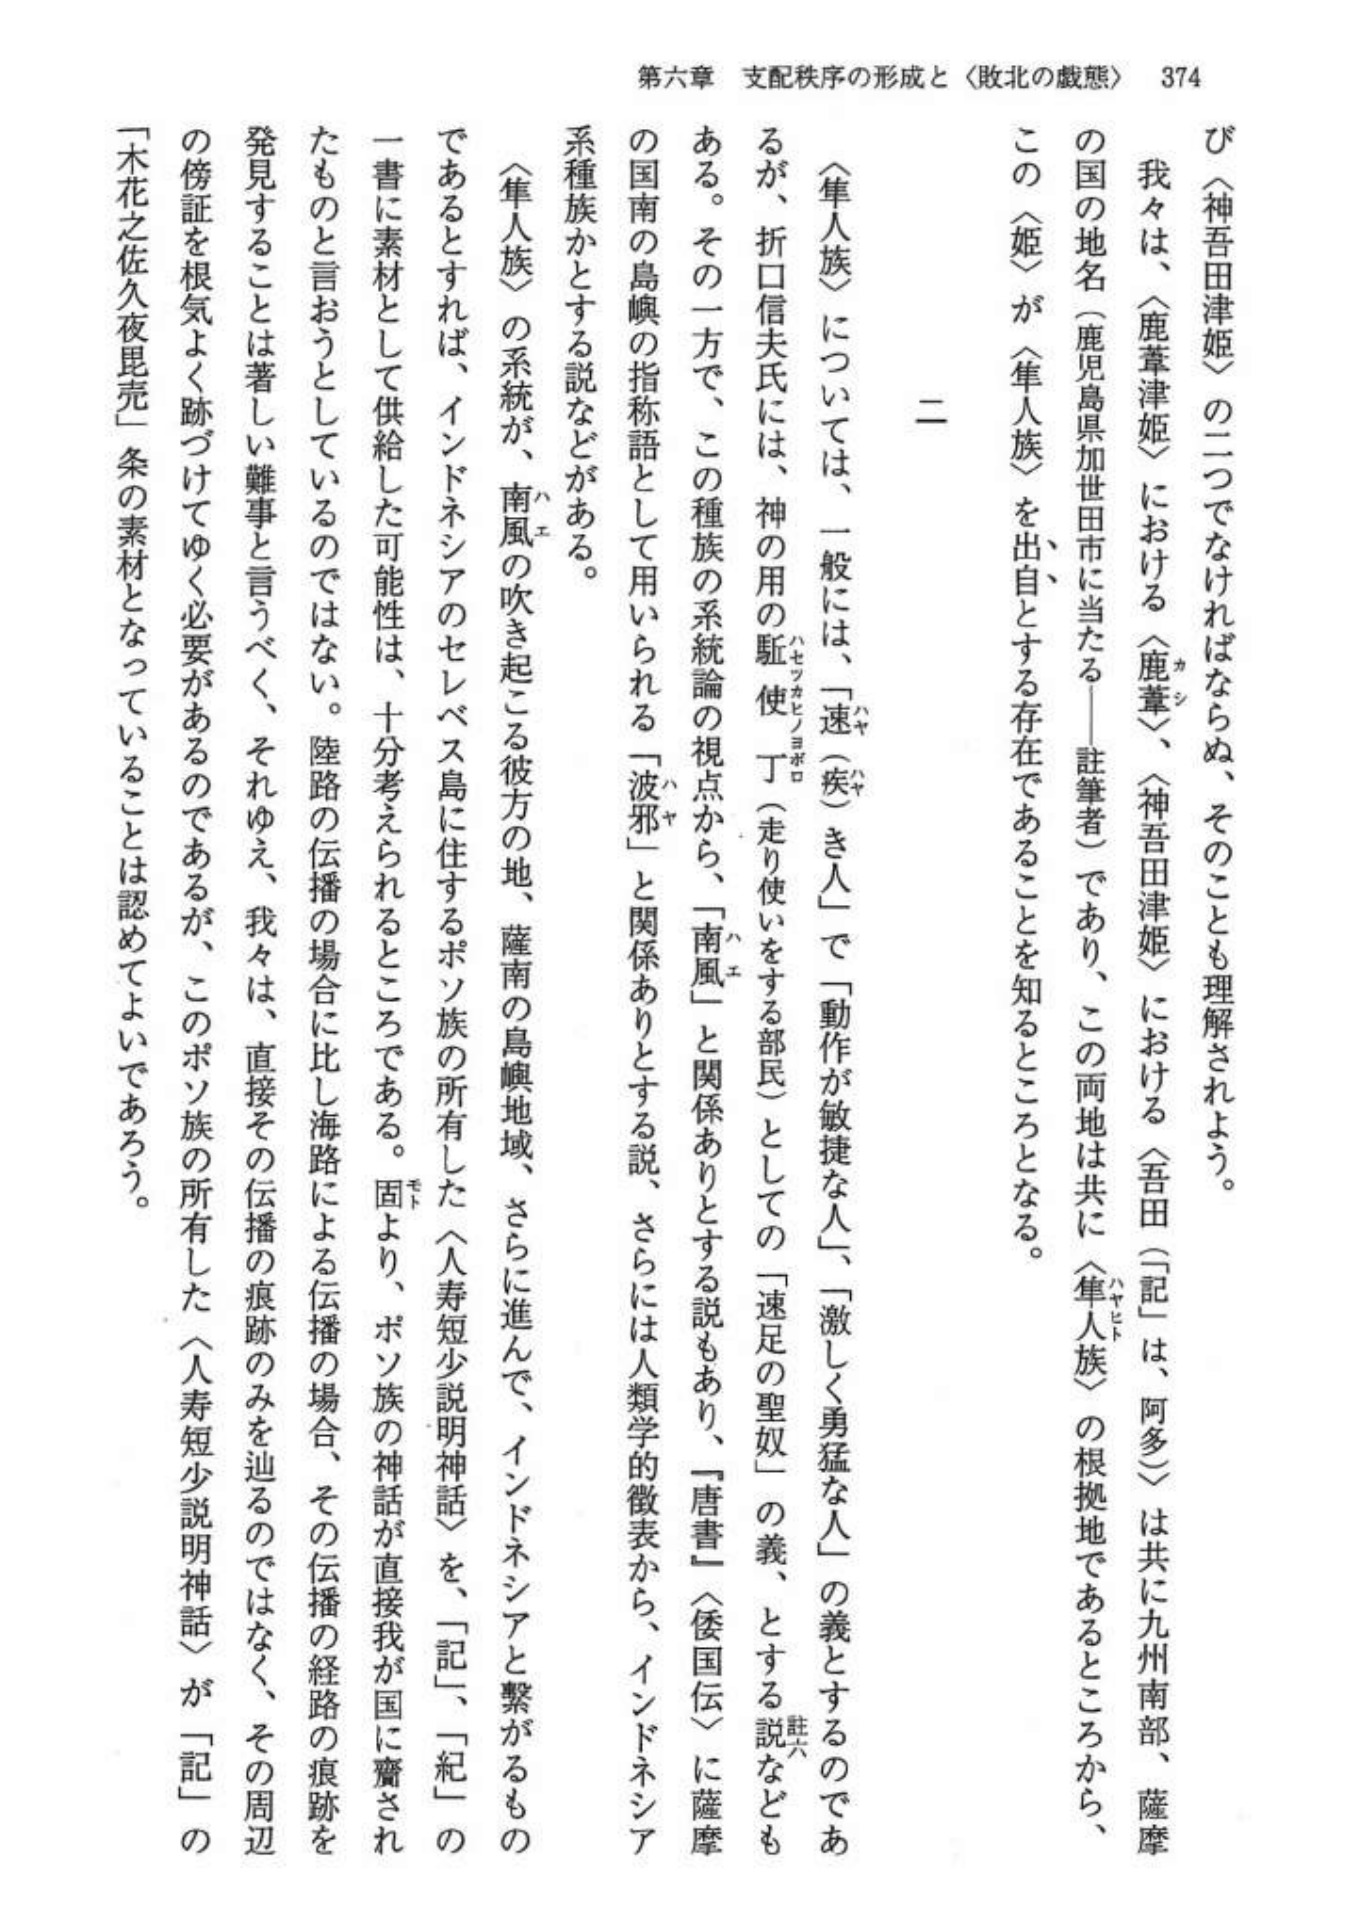 第六章　支配秩序の形成と〈敗北の戯態〉　374
び〈神吾田津姫〉の二つでなければならぬ、そのことも理解されよう。
　我々は、〈鹿葦津姫〉における〈鹿葦カシ〉、〈神吾田津姫〉における〈吾田（「記」は、阿多）〉は共に九州南部、薩摩
の国の地名（鹿児島県加世田市に当たる――註筆者）であり、この両地は共に〈隼人ハヤヒト族〉の根拠地であるところから、
この〈姫〉が〈隼人族〉を出自とする存在であることを知るところとなる。
二
　〈隼人族〉については、一般には、「速ハヤ（疾ハヤ）き人」で「動作が敏捷な人」、「激しく勇猛な人」の義とするのであ
るが、折口信夫氏には、神の用の駈使丁ハセツカヒノヨボロ（走り使いをする部民）としての「速足の聖奴」の義、とする説註六なども
ある。その一方で、この種族の系統論の視点から、「南風ハエ」と関係ありとする説もあり、『唐書』〈倭国伝〉に薩摩
の国南の島嶼の指称語として用いられる「波邪ハヤ」と関係ありとする説、さらには人類学的徴表から、インドネシア
系種族かとする説などがある。
　〈隼人族〉の系統が、南風ハエの吹き起こる彼方の地、薩南の島嶼地域、さらに進んで、インドネシアと繫がるもの
であるとすれば、インドネシアのセレベス島に住するポソ族の所有した〈人寿短少説明神話〉を、「記」、「紀」の
一書に素材として供給した可能性は、十分考えられるところである。固モトより、ポソ族の神話が直接我が国に齎され
たものと言おうとしているのではない。陸路の伝播の場合に比し海路による伝播の場合、その伝播の経路の痕跡を
発見することは著しい難事と言うべく、それゆえ、我々は、直接その伝播の痕跡のみを辿るのではなく、その周辺
の傍証を根気よく跡づけてゆく必要があるのであるが、このポソ族の所有した〈人寿短少説明神話〉が「記」の
「木花之佐久夜毘売」条の素材となっていることは認めてよいであろう。